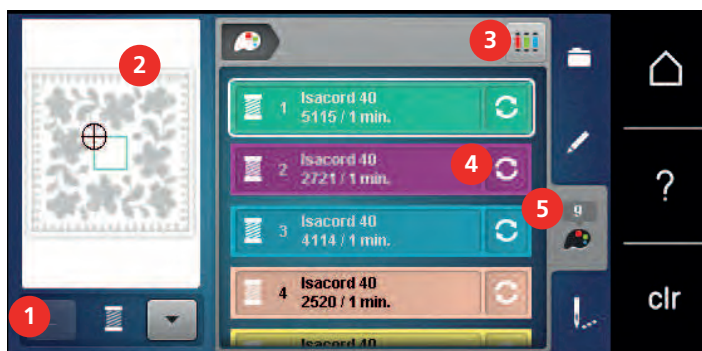 2
3
1 Isacord 40
5115 / 1 min.
2 Isacord 40
2721 / 1 min.
4
5
9
?
3 Isacord 40
4114 / 1 min.
4 Isacord 40
2520 / 1 min.
1
clr
Isacord 40